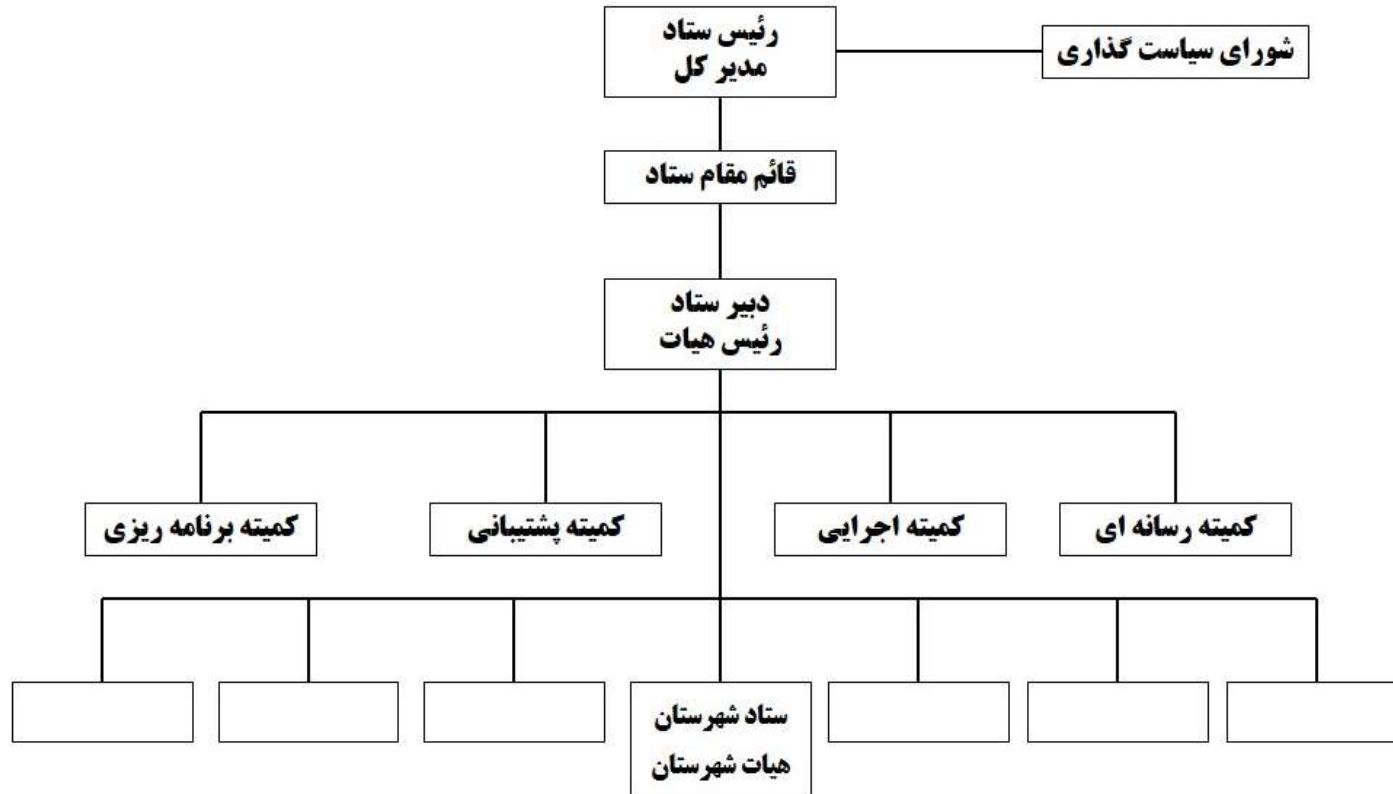 رئیس ستاد
مدیر کل
شورای سیاست گذاری
قائم مقام ستاد
دبیر ستاد
رئیس هیات
کمیته رسانه ای
کمیته اجرایی
کمیته پشتیبانی
کمیته برنامه ریزی
ستاد شهرستان
هیات شهرستان